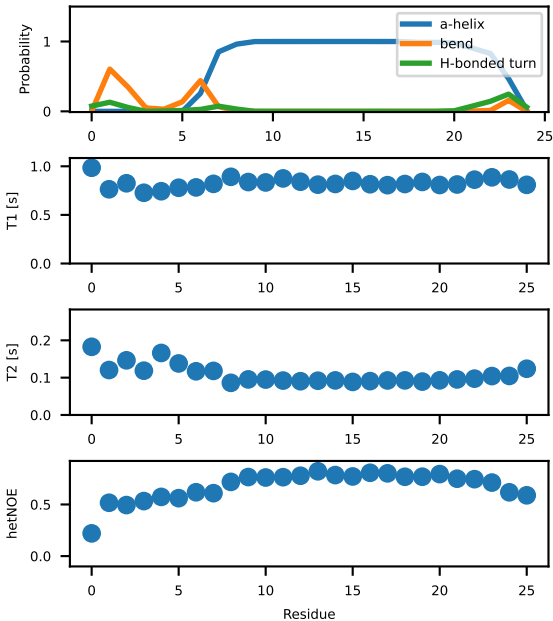 Probability
1
0
a-helix
bend
H-bonded turn
0 5 10 15 20 25
T1 [s]
1.0
0.5
0.0
0 5 10 15 20 25
T2 [s]
0.2
0.1
0.0
0 5 10 15 20 25
hetNOE
0.5
0.0
0 5 10 15 20 25
Residue